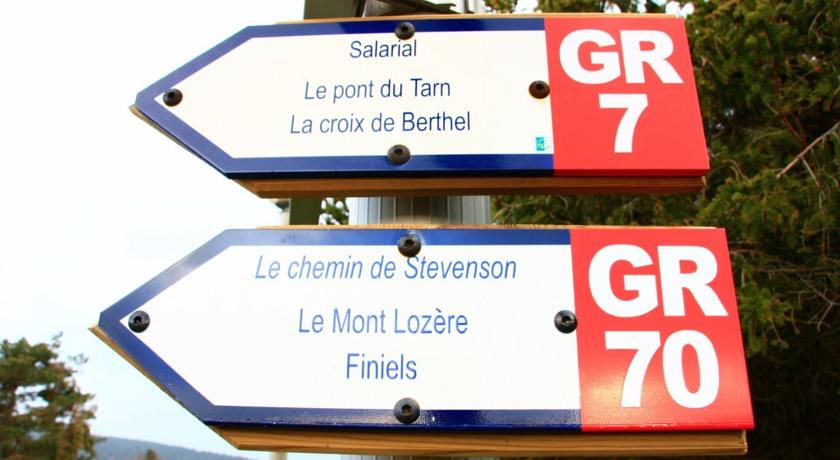 Salarial
Le pont du Tarn
La croix de Berthel
GR
7
Le chemin de Stevenson
Le Mont Lozère
Finiels
GR
70